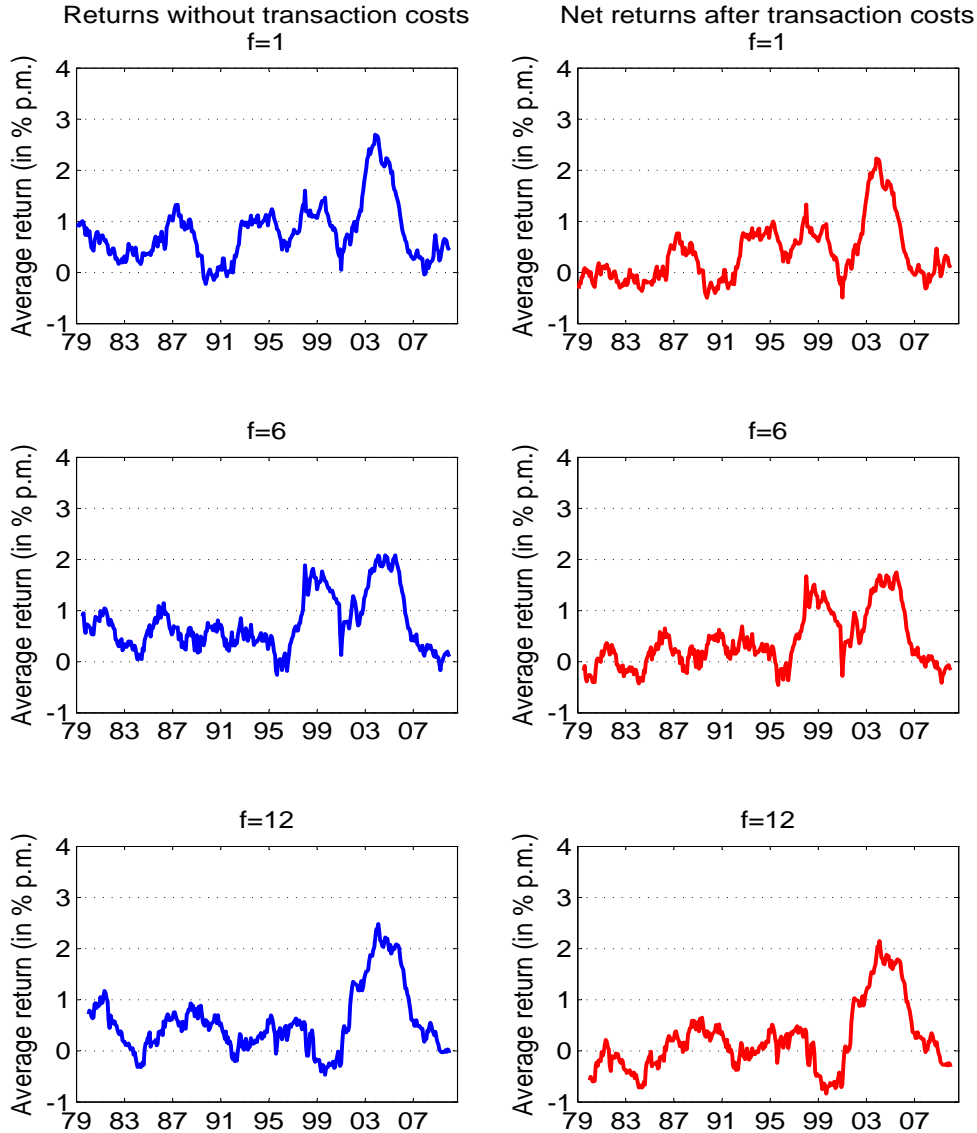 Returns without transaction costs
f=1
Average return (in % p.m.)
4
3
2
1
0
-1
79 83 87 91 95 99 03 07
Net returns after transaction costs
f=1
Average return (in % p.m.)
4
3
2
1
0
-1
79 83 87 91 95 99 03 07
f=6
Average return (in % p.m.)
4
3
2
1
0
-1
79 83 87 91 95 99 03 07
f=6
Average return (in % p.m.)
4
3
2
1
0
-1
79 83 87 91 95 99 03 07
f=12
Average return (in % p.m.)
4
3
2
1
0
-1
79 83 87 91 95 99 03 07
f=12
Average return (in % p.m.)
4
3
2
1
0
-1
79 83 87 91 95 99 03 07